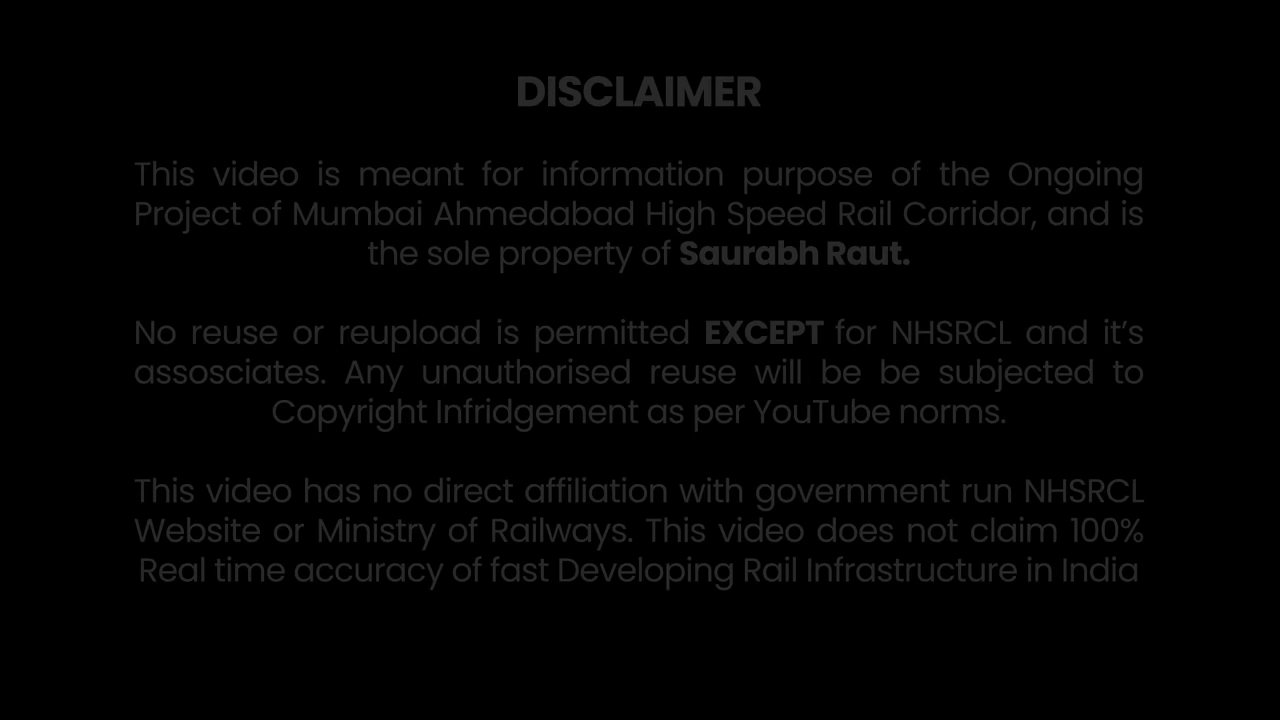 DISCLAIMER
This video is meant for information purpose of the Ongoing
Project of Mumbai Ahmedabad High Speed Rail Corridor, and is
the sole property of Saurabh Raut.
No reuse or reupload is permitted EXCEPT for NHSRCL and it’s
assosciates. Any unauthorised reuse will be be subjected to
Copyright Infridgement as per YouTube norms.
This video has no direct affiliation with government run NHSRCL
Website or Ministry of Railways. This video does not claim 100%
Real time accuracy of fast Developing Rail Infrastructure in India